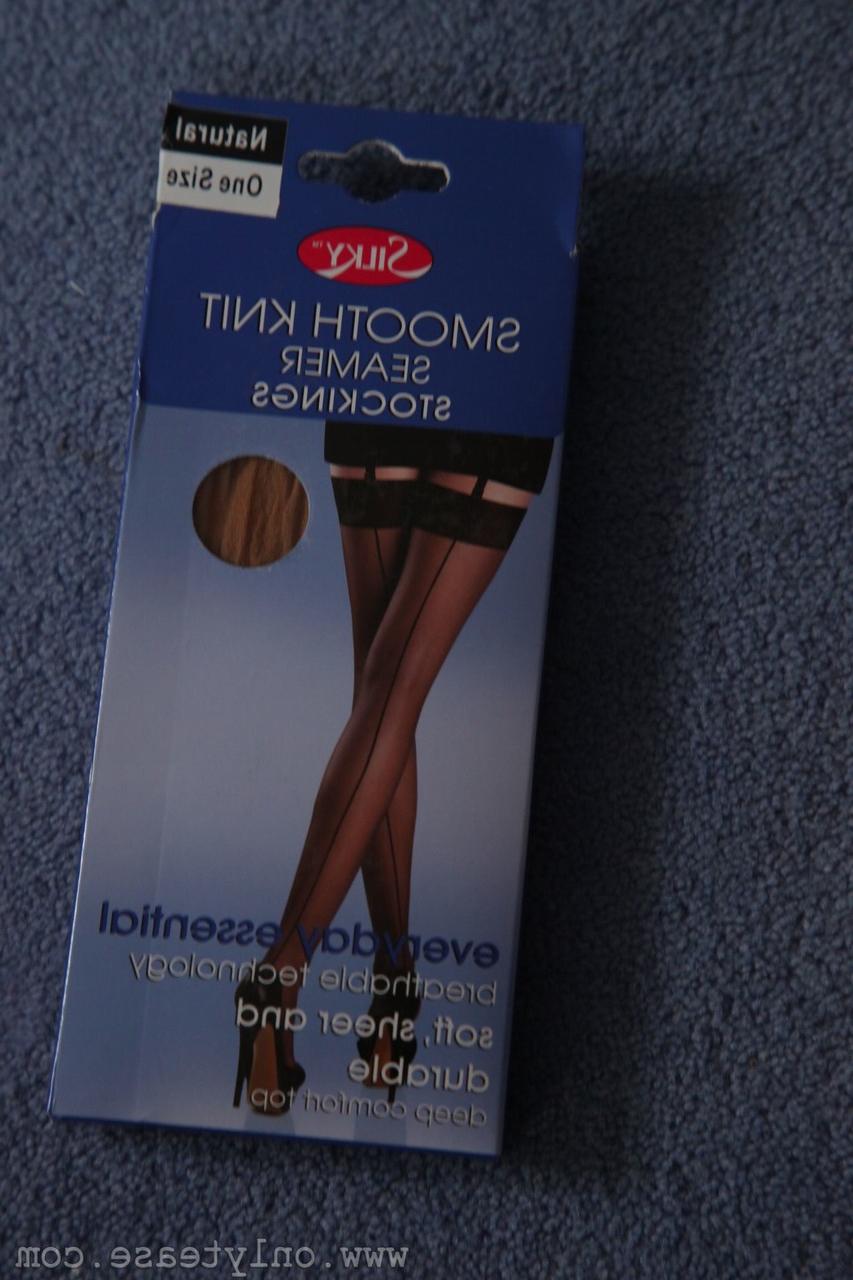 Natural
One Size
SILKY™
SMOOTH KNIT
SEAMER
STOCKINGS
everyday essential
breathable technology
soft, sheer and
durable
deep comfort top
www.onlytease.com